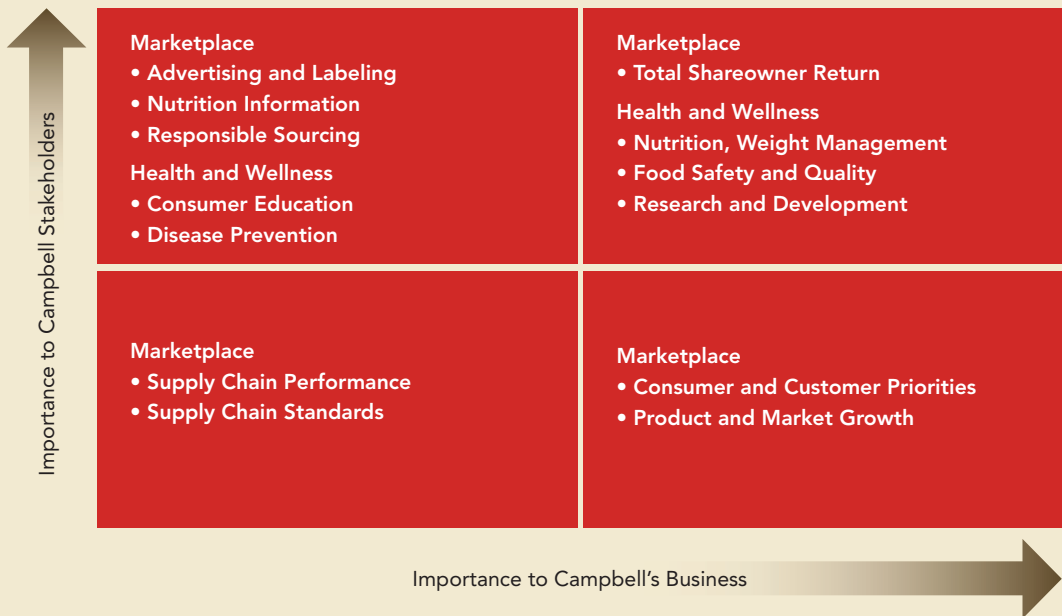 Importance to Campbell Stakeholders
Marketplace
• Advertising and Labeling
• Nutrition Information
• Responsible Sourcing
Health and Wellness
• Consumer Education
• Disease Prevention
Marketplace
• Total Shareowner Return
Health and Wellness
• Nutrition, Weight Management
• Food Safety and Quality
• Research and Development
Marketplace
• Supply Chain Performance
• Supply Chain Standards
Marketplace
• Consumer and Customer Priorities
• Product and Market Growth
Importance to Campbell's Business